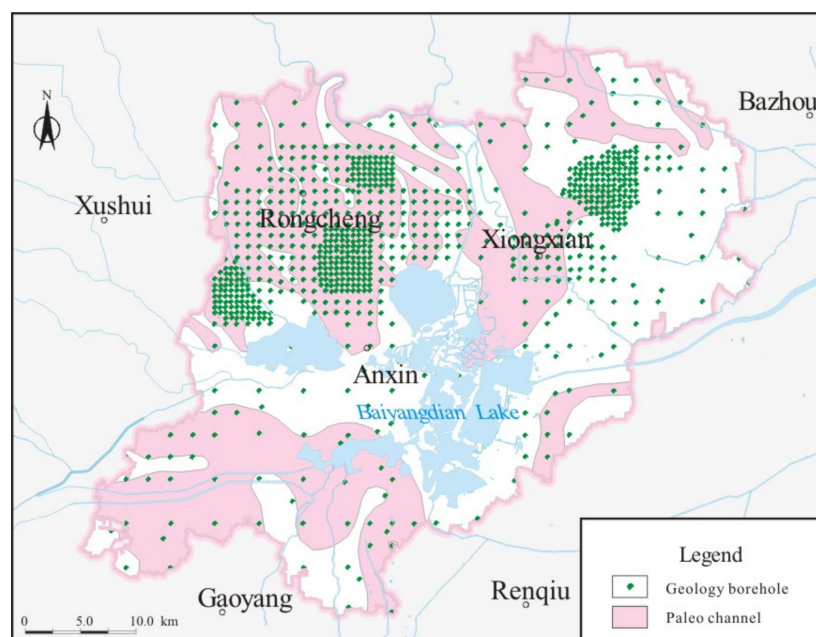 N
Bazhou
Xushui
Rongcheng
Xiongxian
Anxin
Baiyangdian Lake
Gaoyang
Renqiu
0 5.0 10.0 km
Legend
Geology borehole
Paleo channel